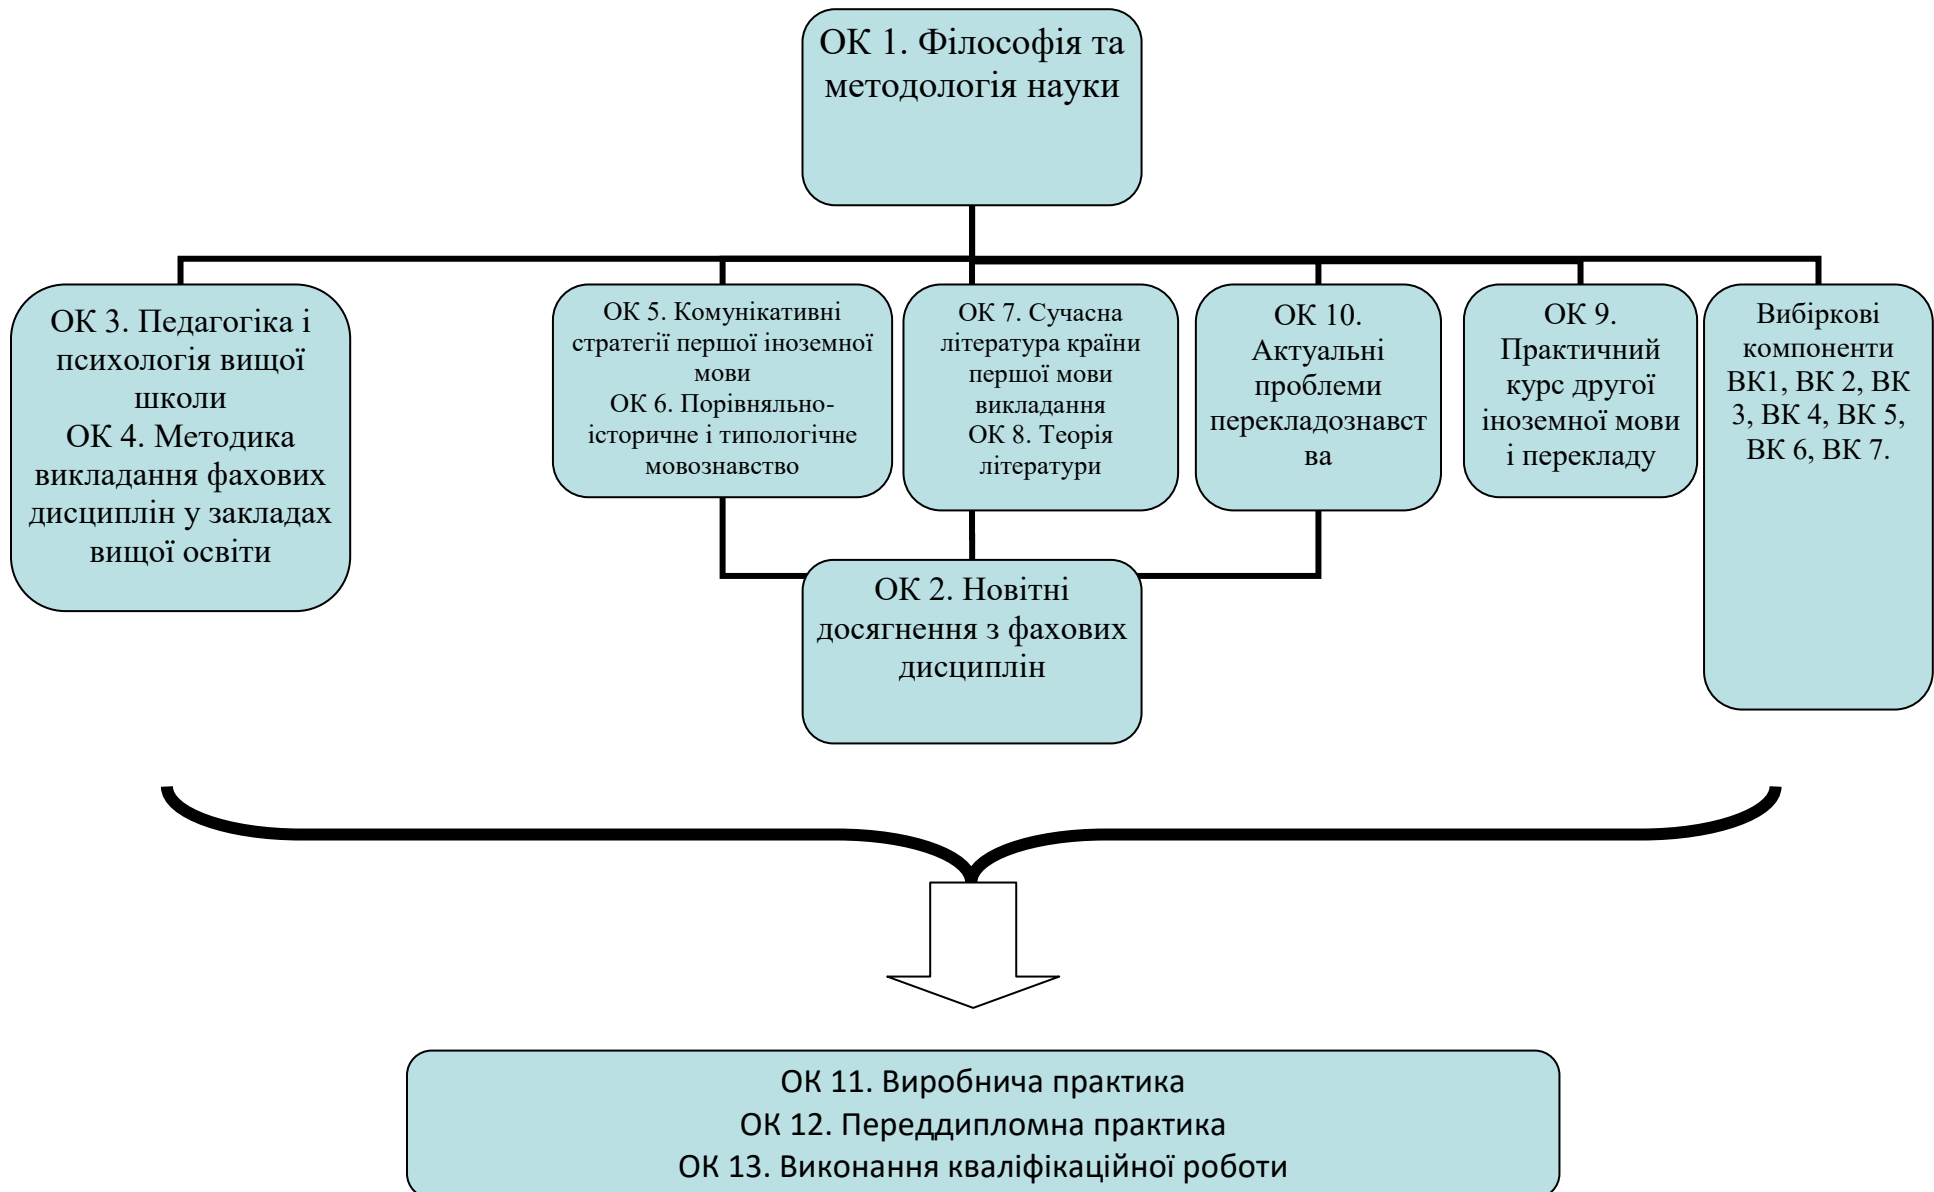 ОК 1. Філософія та
методологія науки
ОК 3. Педагогіка і
психологія вищої
школи
ОК 4. Методика
викладання фахових
дисциплін у закладах
вищої освіти
ОК 5. Комунікативні
стратегії першої іноземної
мови
ОК 6. Порівняльно-
історичне і типологічне
мовознавство
ОК 7. Сучасна
література країни
першої мови
викладання
ОК 8. Теорія
літератури
ОК 10.
Актуальні
проблеми
перекладознавст
ва
ОК 9.
Практичний
курс другої
іноземної мови
і перекладу
Вибіркові
компоненти
ВК1, ВК 2, ВК
3, ВК 4, ВК 5,
ВК 6, ВК 7.
ОК 2. Новітні
досягнення з фахових
дисциплін
ОК 11. Виробнича практика
ОК 12. Переддипломна практика
ОК 13. Виконання кваліфікаційної роботи